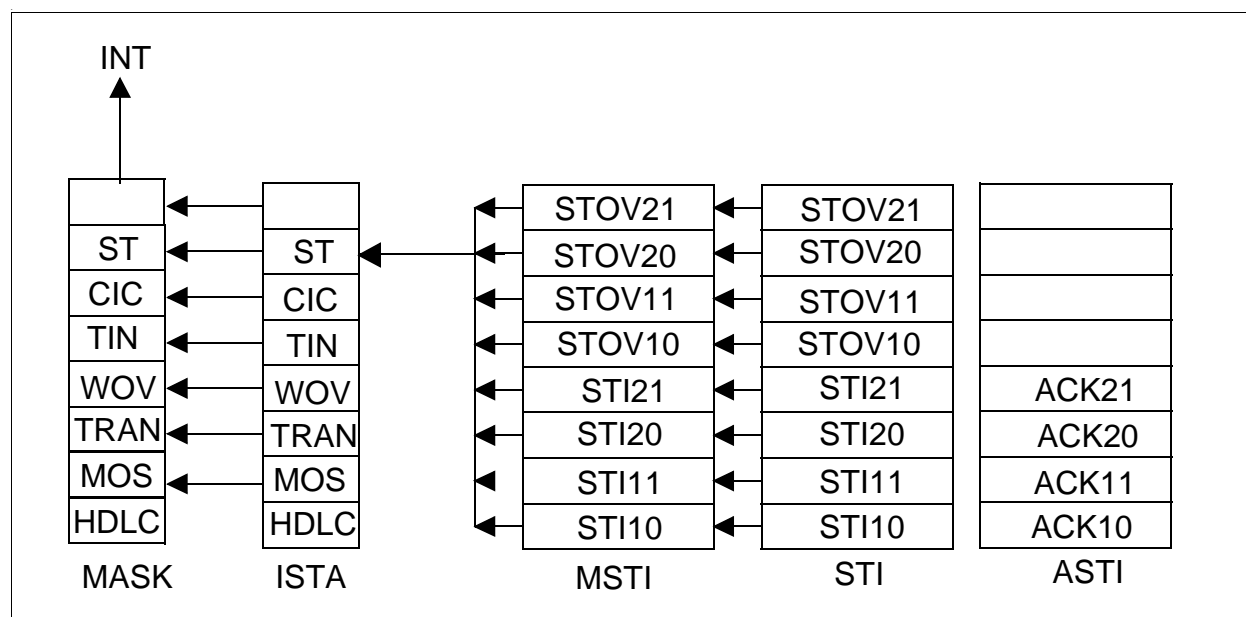 INT
STOV21 STOV21
ST ST STOV20 STOV20
CIC CIC STOV11 STOV11
TIN TIN STOV10 STOV10
WOV WOV STI21 STI21 ACK21
TRAN TRAN STI20 STI20 ACK20
MOS MOS STI11 STI11 ACK11
HDLC HDLC STI10 STI10 ACK10
MASK ISTA MSTI STI ASTI